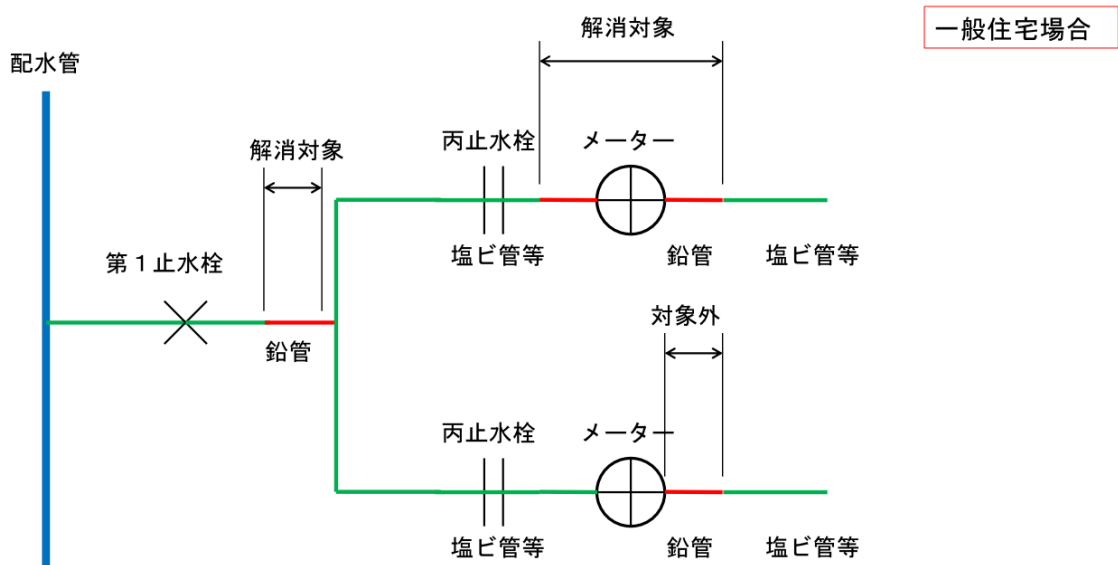 一般住宅場合
解消対象
配水管
解消対象
丙止水栓
メーター
第１止水栓
塩ビ管等
鉛管
塩ビ管等
鉛管
対象外
丙止水栓
メーター
塩ビ管等
鉛管
塩ビ管等